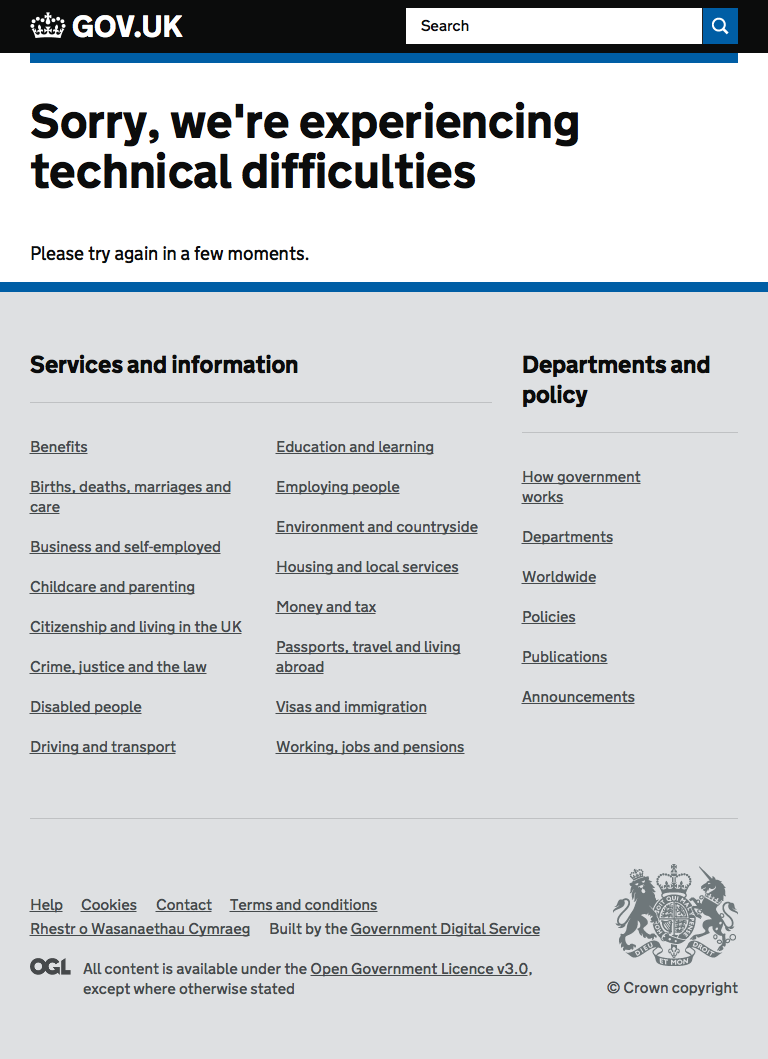 GOV.UK
Search
Sorry, we're experiencing
technical difficulties
Please try again in a few moments.
Services and information
Benefits
Births, deaths, marriages and
care
Business and self-employed
Childcare and parenting
Citizenship and living in the UK
Crime, justice and the law
Disabled people
Driving and transport
Education and learning
Employing people
Environment and countryside
Housing and local services
Money and tax
Passports, travel and living
abroad
Visas and immigration
Working, jobs and pensions
Departments and
policy
How government
works
Departments
Worldwide
Policies
Publications
Announcements
Help Cookies Contact Terms and conditions
Rhestr o Wasanaethau Cymraeg Built by the Government Digital Service
OGL All content is available under the Open Government Licence v3.0,
except where otherwise stated
DIEU ET MON DROIT
© Crown copyright